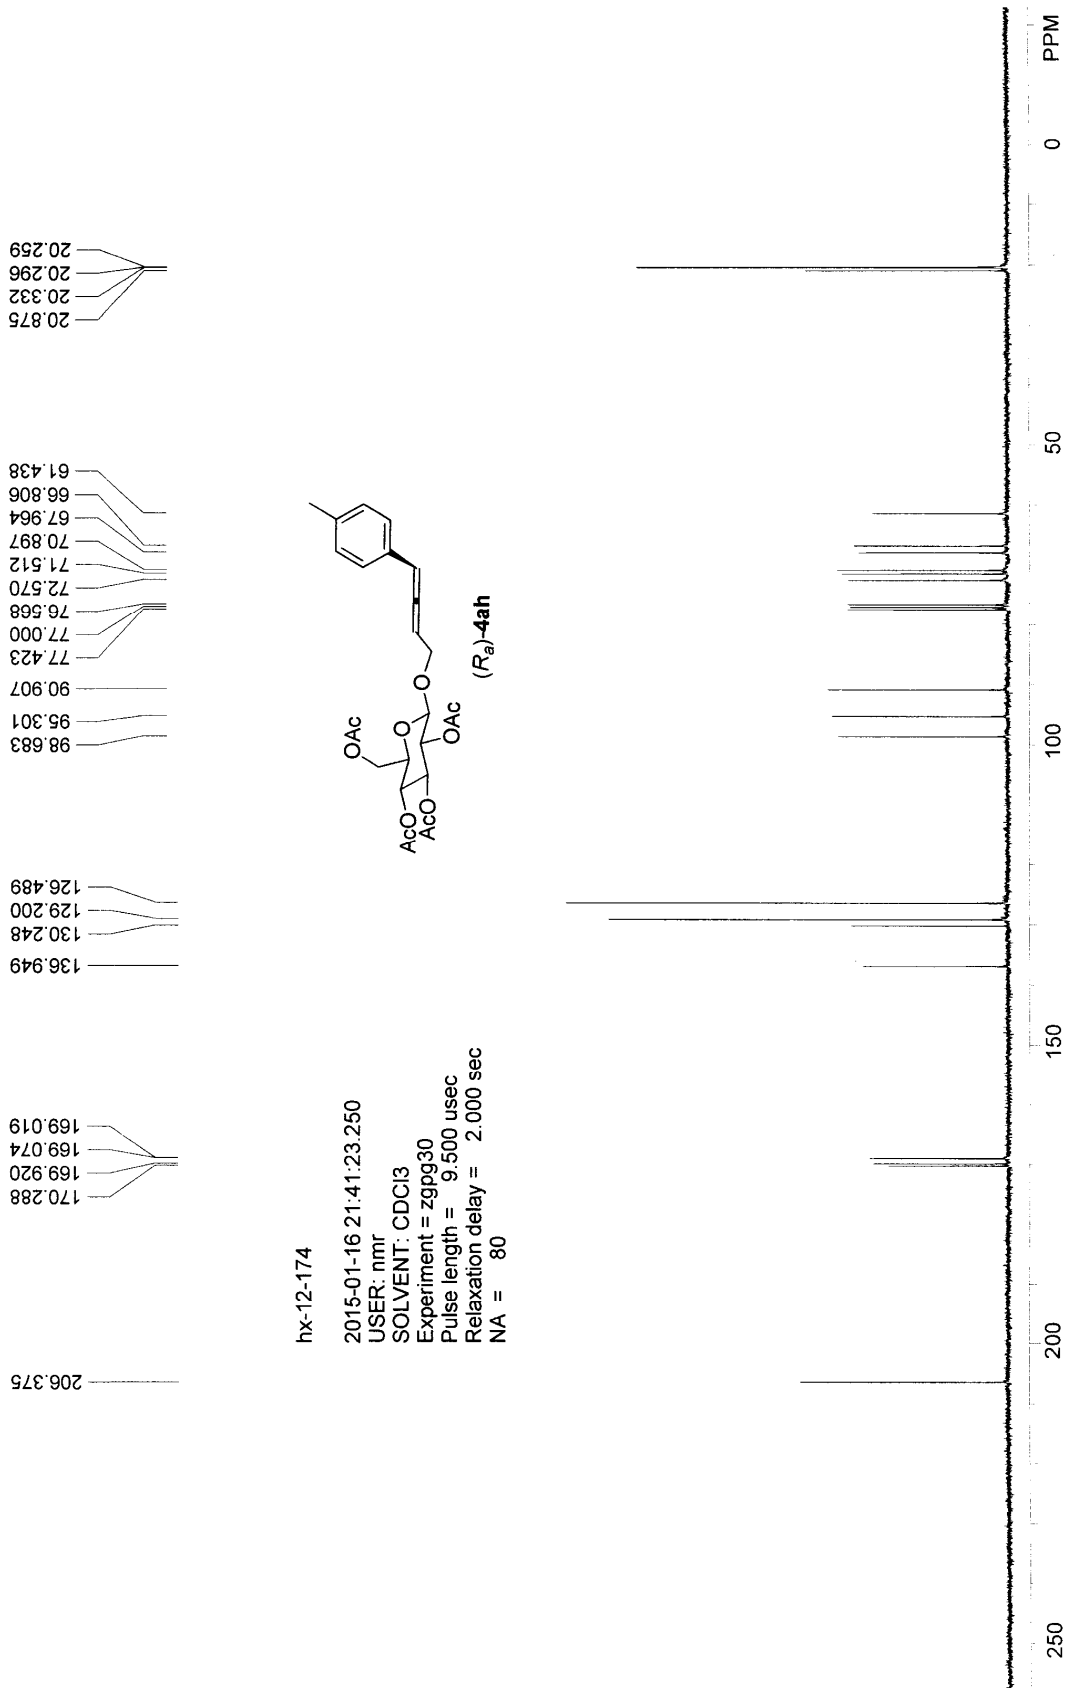 206.375
170.288
169.920
169.074
169.019
136.949
130.248
129.200
126.489
98.683
95.301
90.907
77.423
77.000
76.568
72.570
71.512
70.897
67.964
66.806
61.438
20.875
20.332
20.296
20.259
hx-12-174
2015-01-16 21:41:23.250
USER: nmr
SOLVENT: CDCl3
Experiment = zgpg30
Pulse length = 9.500 usec
Relaxation delay = 2.000 sec
NA = 80
OAc
O
O
AcO
AcO
OAc
(Ra)-4ah
250
200
150
100
50
0
PPM